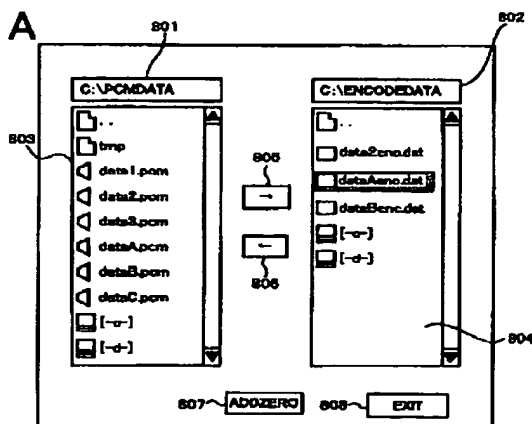 A
801
802
C:\PCMDATA
C:\ENCODEDATA
803
..
tmp
data1.pcm
data2.pcm
data3.pcm
dataA.pcm
dataB.pcm
dataC.pcm
[-a-]
[-d-]
805
→
←
806
..
data2enc.dat
dataAenc.dat
dataBenc.dat
[-a-]
[-d-]
804
807
ADDZERO
808
EXIT